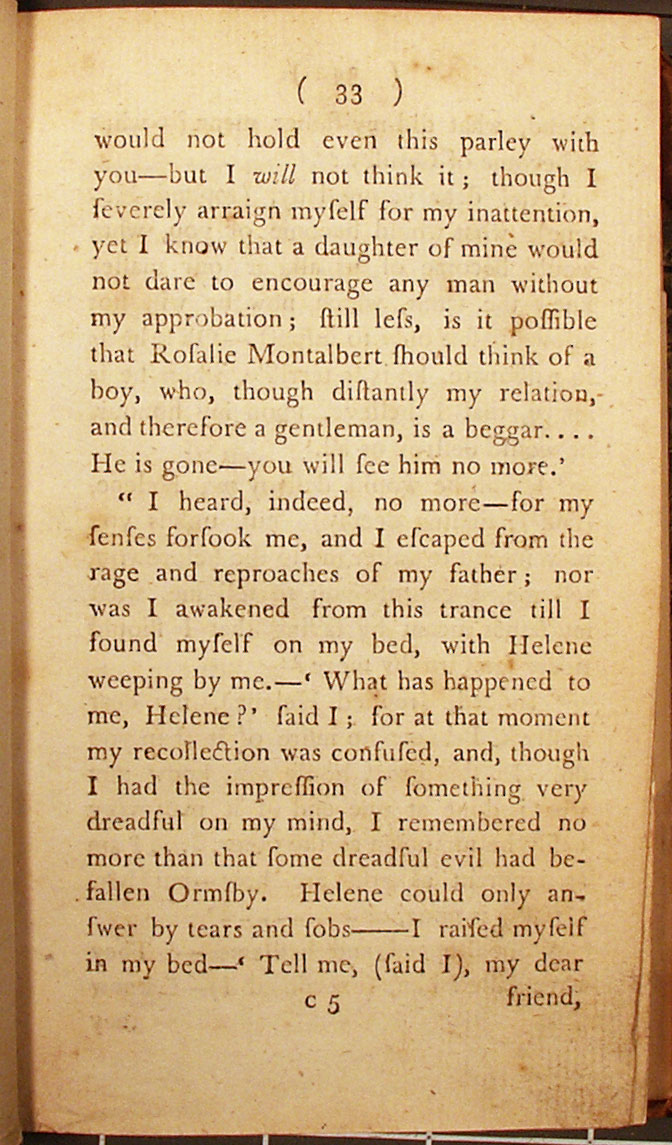 ( 33 )
would not hold even this parley with
you—but I will not think it; though I
ſeverely arraign myſelf for my inattention,
yet I know that a daughter of mine would
not dare to encourage any man without
my approbation; ſtill leſs, is it poſſible
that Roſalie Montalbert ſhould think of a
boy, who, though diſtantly my relation,
and therefore a gentleman, is a beggar....
He is gone—you will ſee him no more.’
“ I heard, indeed, no more—for my
ſenſes forſook me, and I eſcaped from the
rage and reproaches of my father; nor
was I awakened from this trance till I
found myſelf on my bed, with Helene
weeping by me.—‘ What has happened to
me, Helene?’ ſaid I; for at that moment
my recollection was confuſed, and, though
I had the impreſſion of ſomething very
dreadful on my mind, I remembered no
more than that ſome dreadful evil had be-
fallen Ormſby. Helene could only an-
ſwer by tears and ſobs——I raiſed myſelf
in my bed—‘ Tell me, (ſaid I), my dear
c 5 friend,